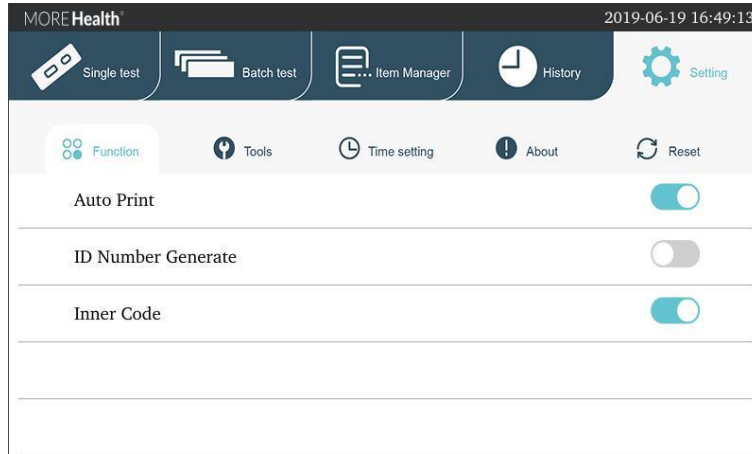 MOREHealth® 2019-06-19 16:49:13
Single test Batch test Item Manager History Setting
Function Tools Time setting About Reset
Auto Print
ID Number Generate
Inner Code